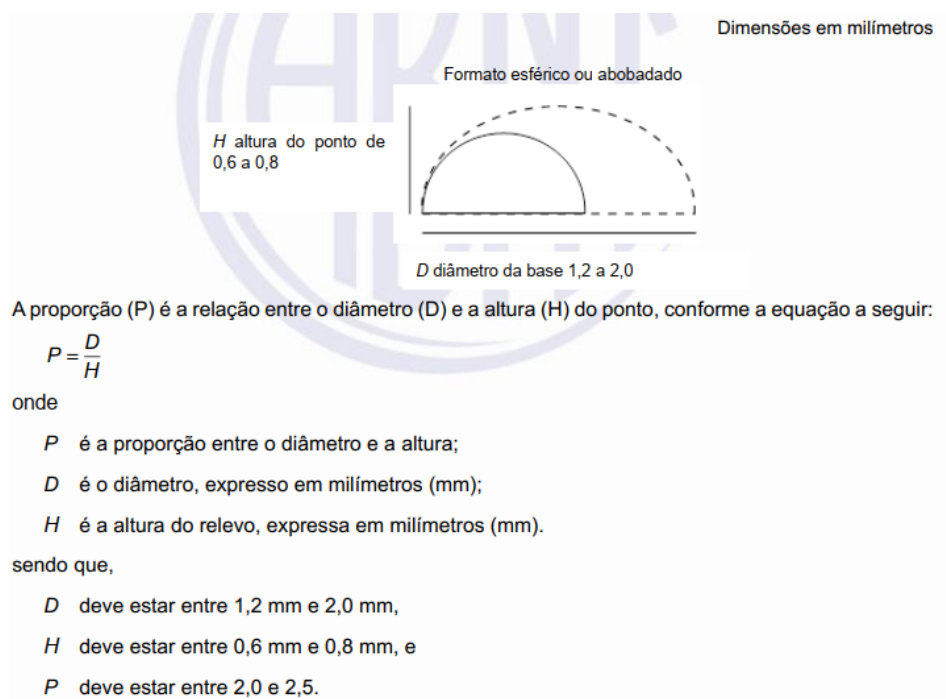 Dimensões em milímetros
Formato esférico ou abobadado
H altura do ponto de
0,6 a 0,8
D diâmetro da base 1,2 a 2,0
A proporção (P) é a relação entre o diâmetro (D) e a altura (H) do ponto, conforme a equação a seguir:
P = D/H
onde
P é a proporção entre o diâmetro e a altura;
D é o diâmetro, expresso em milímetros (mm);
H é a altura do relevo, expressa em milímetros (mm).
sendo que,
D deve estar entre 1,2 mm e 2,0 mm,
H deve estar entre 0,6 mm e 0,8 mm, e
P deve estar entre 2,0 e 2,5.